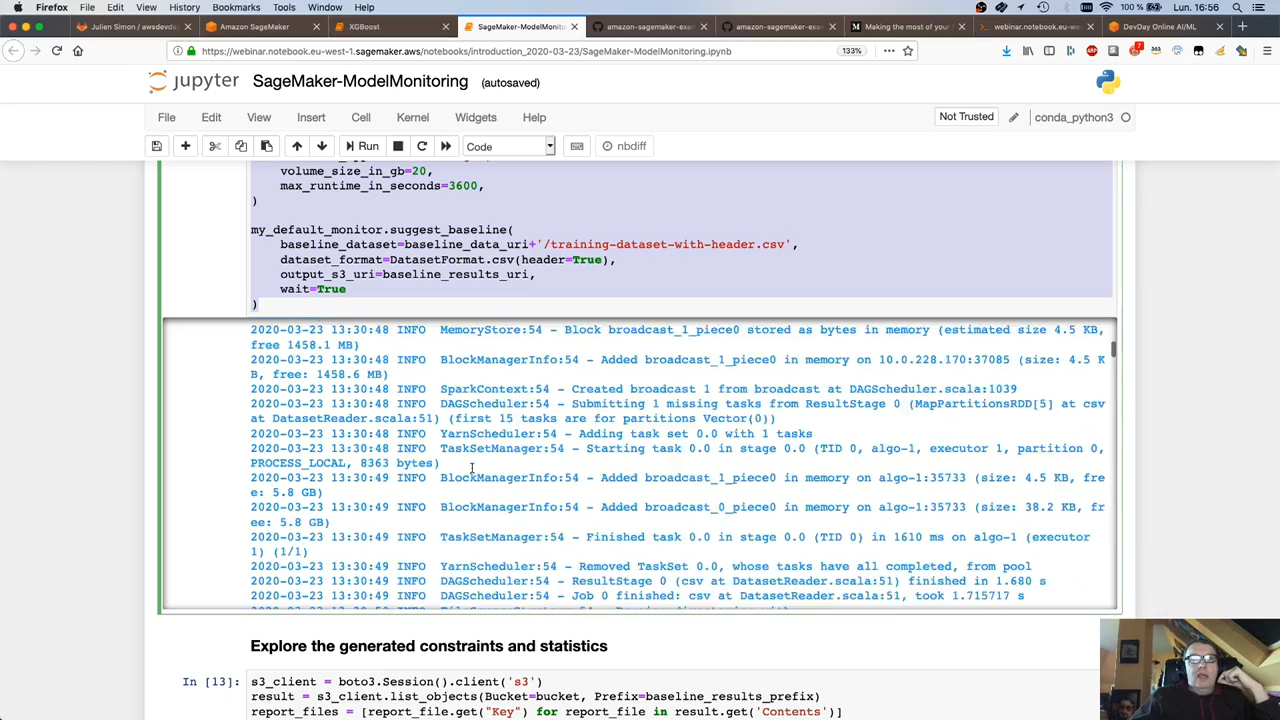 Firefox File Edit View History Bookmarks Tools Window Help
100% Lun. 16:56
Julien Simon / awsdevda
Amazon SageMaker
XGBoost
SageMaker-ModelMonitoring
amazon-sagemaker-exam
amazon-sagemaker-exam
Making the most of your
webinar.notebook.eu-west
DevDay Online AI/ML
https://webinar.notebook.eu-west-1.sagemaker.aws/notebooks/introduction_2020-03-23/SageMaker-ModelMonitoring.ipynb
133%
jupyter SageMaker-ModelMonitoring (autosaved)
File Edit View Insert Cell Kernel Widgets Help
Not Trusted
conda_python3
Run
Code
nbdiff
volume_size_in_gb=20,
max_runtime_in_seconds=3600,
)
my_default_monitor.suggest_baseline(
baseline_dataset=baseline_data_uri+'/training-dataset-with-header.csv',
dataset_format=DatasetFormat.csv(header=True),
output_s3_uri=baseline_results_uri,
wait=True
)
2020-03-23 13:30:48 INFO MemoryStore:54 - Block broadcast_1_piece0 stored as bytes in memory (estimated size 4.5 KB,
free 1458.1 MB)
2020-03-23 13:30:48 INFO BlockManagerInfo:54 - Added broadcast_1_piece0 in memory on 10.0.228.170:37085 (size: 4.5 K
B, free: 1458.6 MB)
2020-03-23 13:30:48 INFO SparkContext:54 - Created broadcast 1 from broadcast at DAGScheduler.scala:1039
2020-03-23 13:30:48 INFO DAGScheduler:54 - Submitting 1 missing tasks from ResultStage 0 (MapPartitionsRDD[5] at csv
at DatasetReader.scala:51) (first 15 tasks are for partitions Vector(0))
2020-03-23 13:30:48 INFO YarnScheduler:54 - Adding task set 0.0 with 1 tasks
2020-03-23 13:30:48 INFO TaskSetManager:54 - Starting task 0.0 in stage 0.0 (TID 0, algo-1, executor 1, partition 0,
PROCESS_LOCAL, 8363 bytes)
2020-03-23 13:30:49 INFO BlockManagerInfo:54 - Added broadcast_1_piece0 in memory on algo-1:35733 (size: 4.5 KB, fre
e: 5.8 GB)
2020-03-23 13:30:49 INFO BlockManagerInfo:54 - Added broadcast_0_piece0 in memory on algo-1:35733 (size: 38.2 KB, fr
ee: 5.8 GB)
2020-03-23 13:30:49 INFO TaskSetManager:54 - Finished task 0.0 in stage 0.0 (TID 0) in 1610 ms on algo-1 (executor
1) (1/1)
2020-03-23 13:30:49 INFO YarnScheduler:54 - Removed TaskSet 0.0, whose tasks have all completed, from pool
2020-03-23 13:30:49 INFO DAGScheduler:54 - ResultStage 0 (csv at DatasetReader.scala:51) finished in 1.680 s
2020-03-23 13:30:49 INFO DAGScheduler:54 - Job 0 finished: csv at DatasetReader.scala:51, took 1.715717 s
Explore the generated constraints and statistics
In [13]: s3_client = boto3.Session().client('s3')
result = s3_client.list_objects(Bucket=bucket, Prefix=baseline_results_prefix)
report_files = [report_file.get("Key") for report_file in result.get('Contents')]